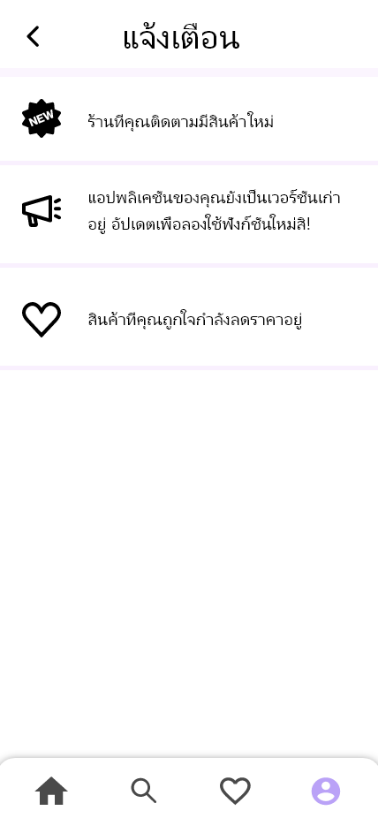 แจ้งเตือน
NEW
ร้านที่คุณติดตามมีสินค้าใหม่
แอปพลิเคชันของคุณยังเป็นเวอร์ชันเก่า
อยู่ อัปเดตเพื่อลองใช้ฟังก์ชันใหม่สิ!
สินค้าที่คุณถูกใจกำลังลดราคาอยู่